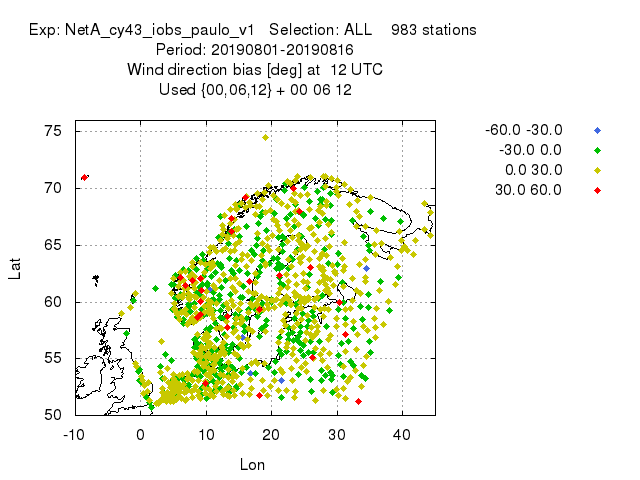 Exp: NetA_cy43_iobs_paulo_v1 Selection: ALL 983 stations
Period: 20190801-20190816
Wind direction bias [deg] at 12 UTC
Used {00,06,12} + 00 06 12
-60.0 -30.0
-30.0 0.0
0.0 30.0
30.0 60.0
75
70
65
60
55
50
Lat
-10 0 10 20 30 40
Lon